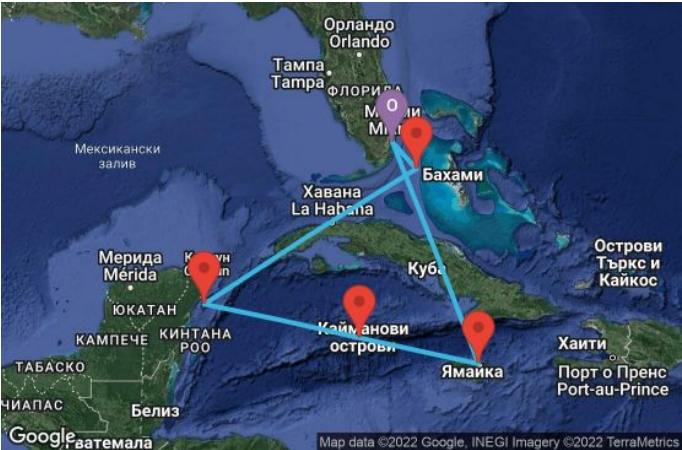 Орландо
Orlando
Тампа
Tampa
ФЛОРИДА
O
Мексикански
залив
Бахами
Хавана
La Habana
Мерида
Mérida
Куба
Острови
Търкс и
Кайкос
ЮКАТАН
КАМПЕЧЕ
КИНТАНА
РОО
Кайманови
острови
Хаити
ТАБАСКО
Ямайка
Порт о Пренс
Port-au-Prince
ЧИАПАС
Белиз
Google
Гватемала
Map data ©2022 Google, INEGI Imagery ©2022 TerraMetrics